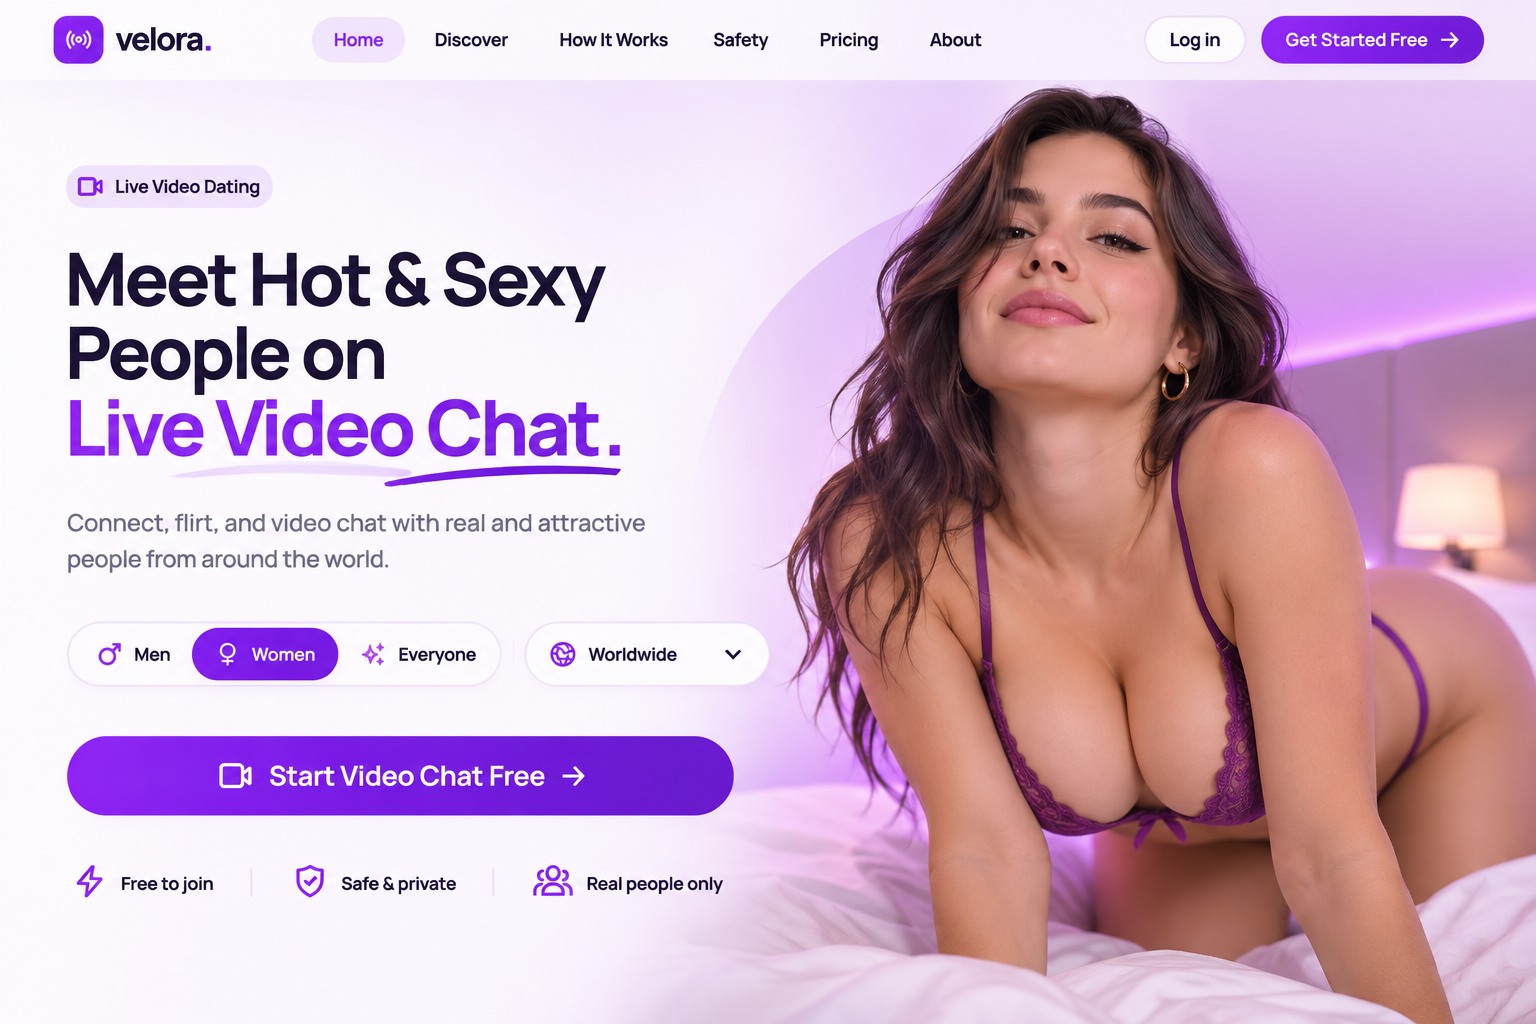 velora.
Home
Discover
How It Works
Safety
Pricing
About
Log in
Get Started Free
Live Video Dating
Meet Hot & Sexy
People on
Live Video Chat.
Connect, flirt, and video chat with real and attractive
people from around the world.
Men
Women
Everyone
Worldwide
Start Video Chat Free
Free to join
Safe & private
Real people only